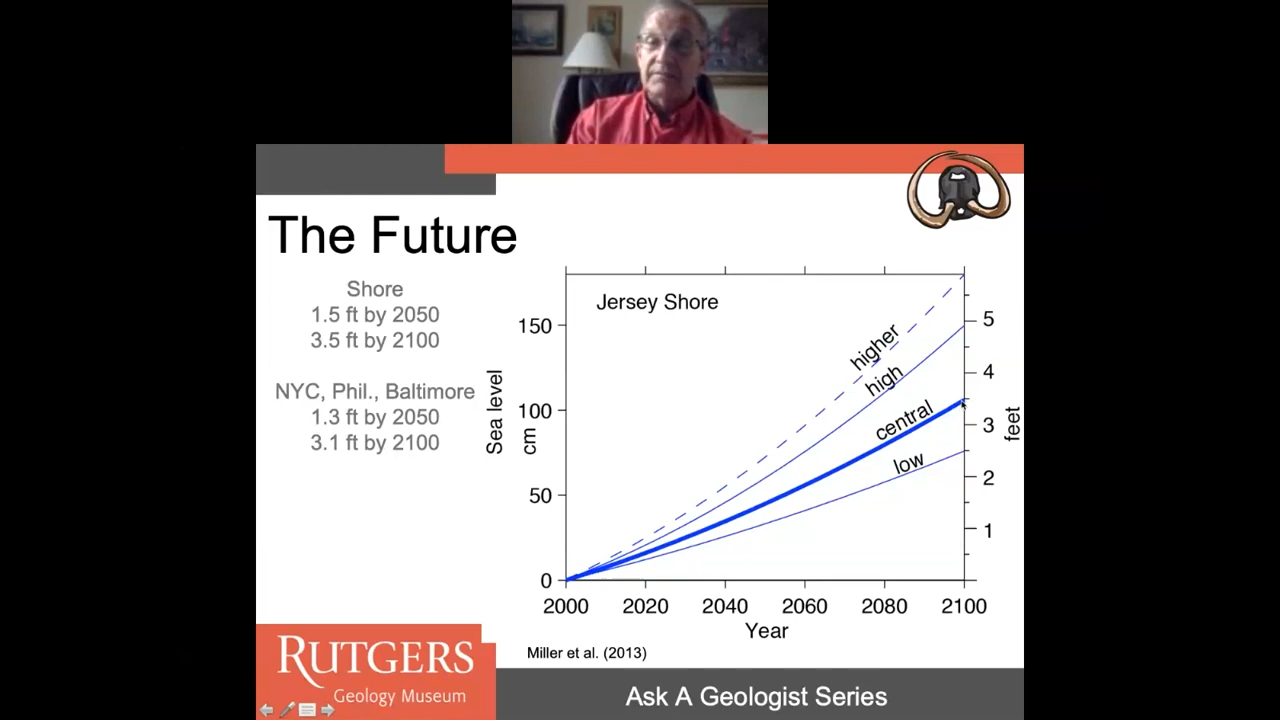 The Future
Shore
1.5 ft by 2050
3.5 ft by 2100
NYC, Phil., Baltimore
1.3 ft by 2050
3.1 ft by 2100
Jersey Shore
higher
high
central
low
Sea level
cm
150
100
50
0
5
4
3
2
1
feet
2000 2020 2040 2060 2080 2100
Year
Miller et al. (2013)
RUTGERS
Geology Museum
Ask A Geologist Series